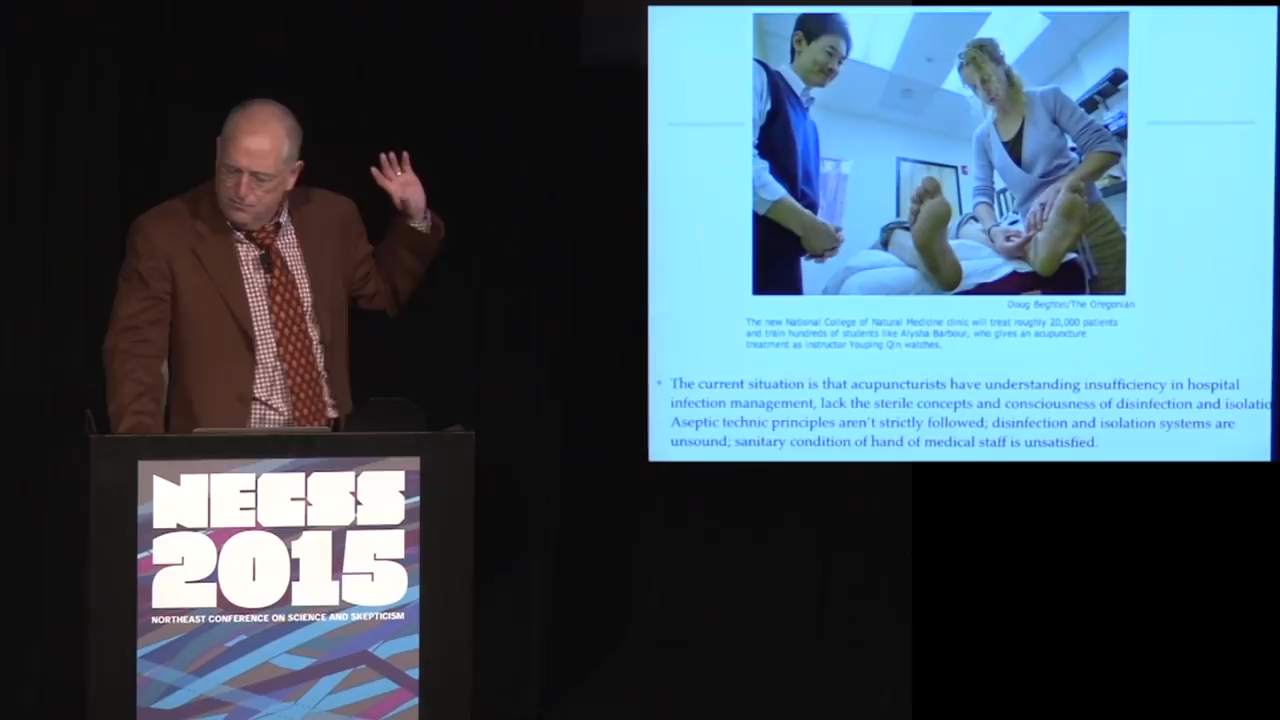 NECSS
2015
NORTHEAST CONFERENCE ON SCIENCE AND SKEPTICISM
Doug Beghtel/The Oregonian
The new National College of Natural Medicine clinic will treat roughly 20,000 patients
and train hundreds of students like Alysha Barbour, who gives an acupuncture
treatment as instructor Youping Qin watches.
• The current situation is that acupuncturists have understanding insufficiency in hospital
infection management, lack the sterile concepts and consciousness of disinfection and isolatio
Aseptic technic principles aren't strictly followed; disinfection and isolation systems are
unsound; sanitary condition of hand of medical staff is unsatisfied.